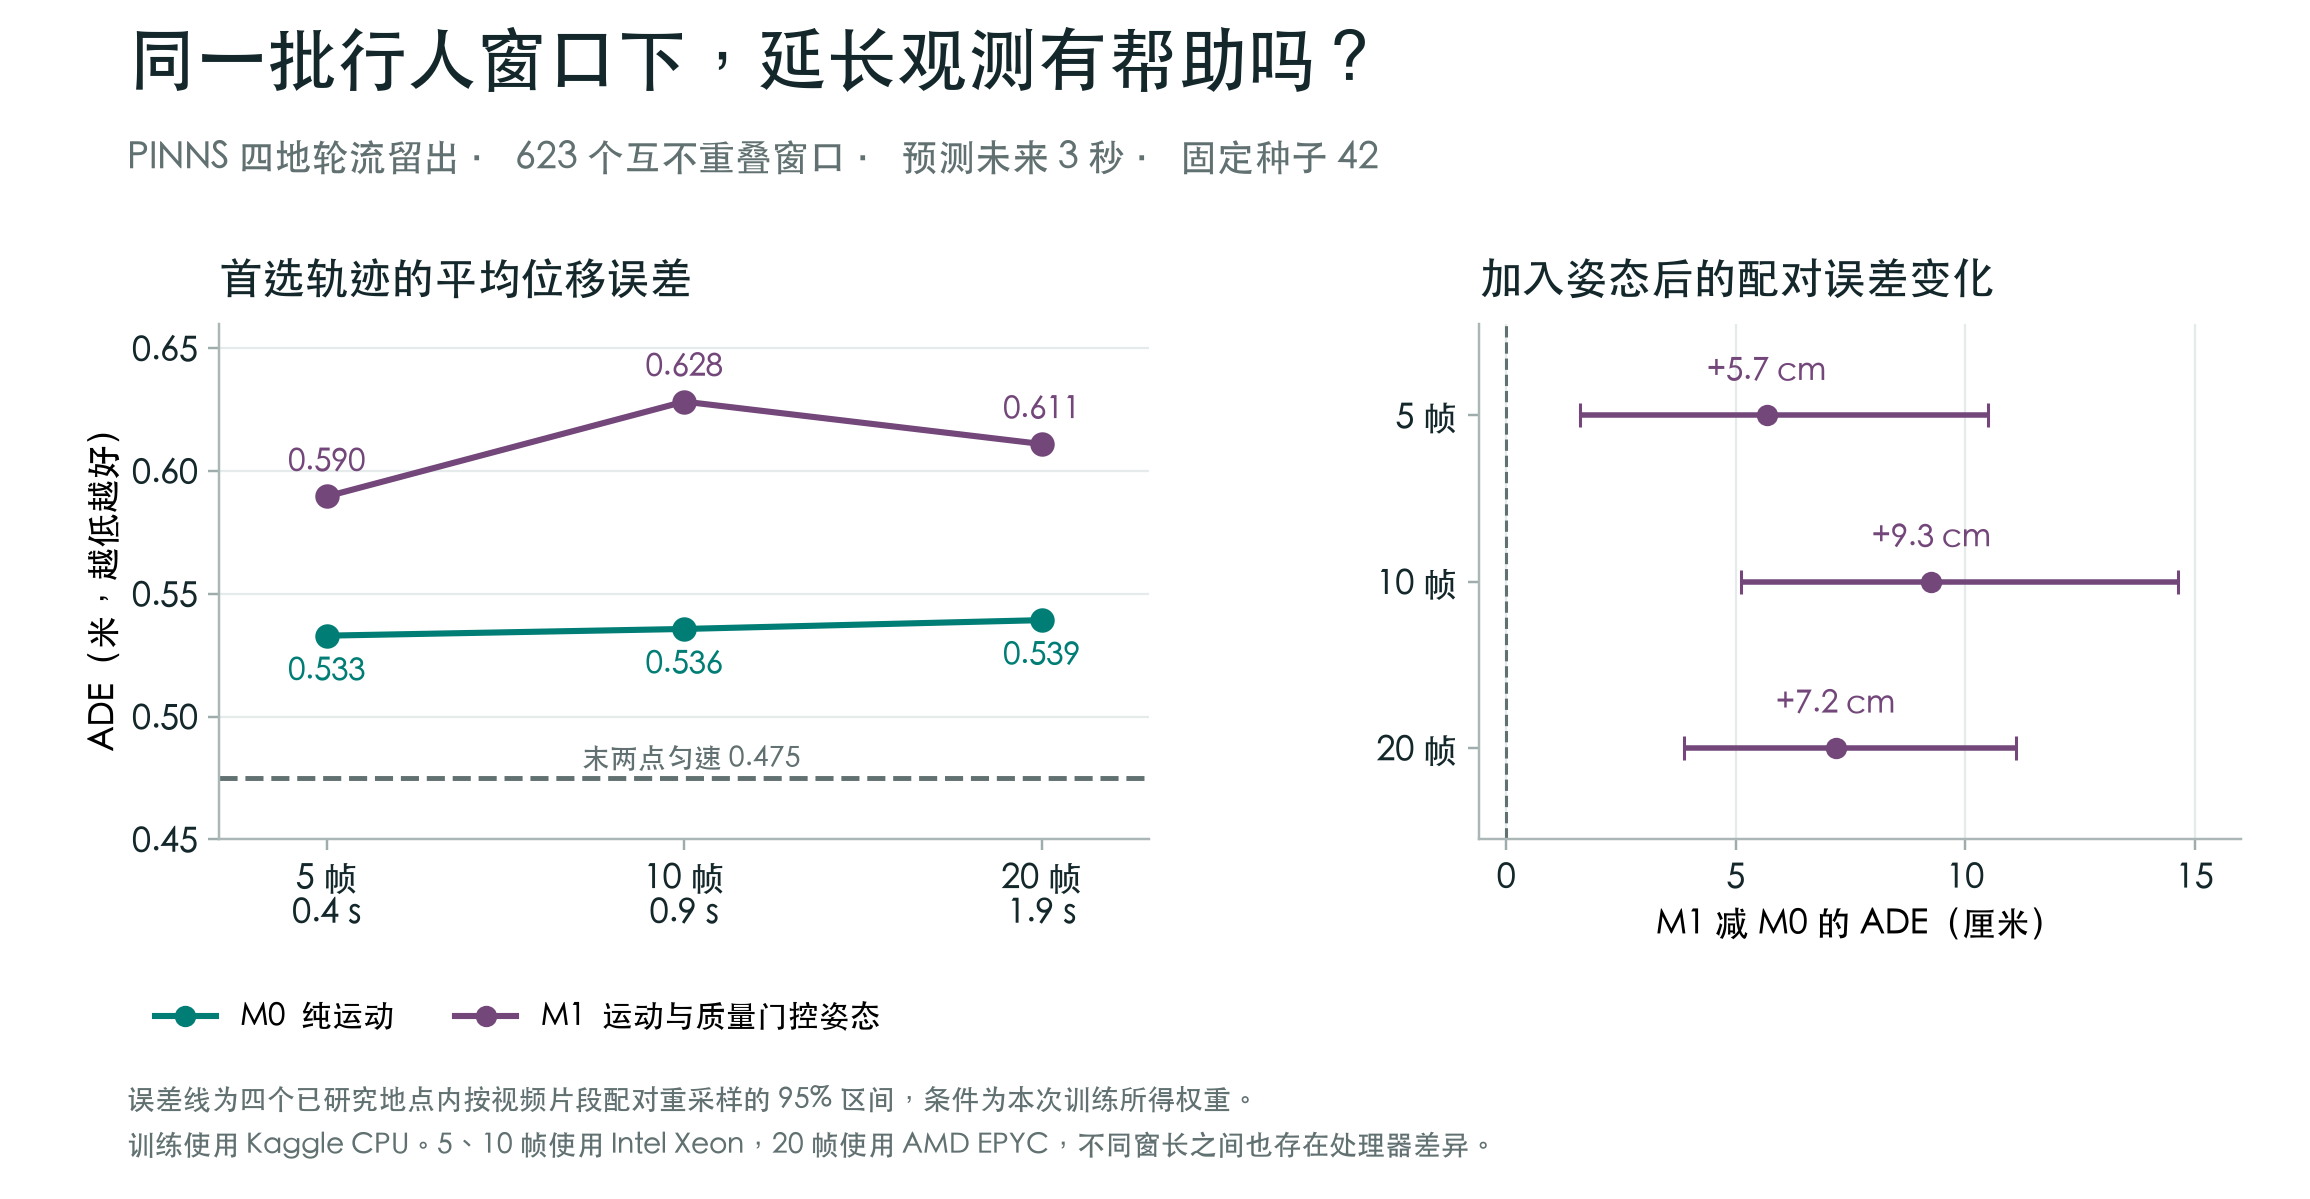 同一批行人窗口下，延长观测有帮助吗？
PINNS 四地轮流留出 · 623 个互不重叠窗口 · 预测未来 3 秒 · 固定种子 42
首选轨迹的平均位移误差
ADE（米，越低越好）
0.65
0.60
0.55
0.50
0.45
0.590
0.628
0.611
0.533
0.536
0.539
末两点匀速 0.475
5 帧
0.4 s
10 帧
0.9 s
20 帧
1.9 s
M0 纯运动
M1 运动与质量门控姿态
加入姿态后的配对误差变化
5 帧
10 帧
20 帧
+5.7 cm
+9.3 cm
+7.2 cm
0
5
10
15
M1 减 M0 的 ADE（厘米）
误差线为四个已研究地点内按视频片段配对重采样的 95% 区间，条件为本次训练所得权重。
训练使用 Kaggle CPU。5、10 帧使用 Intel Xeon，20 帧使用 AMD EPYC，不同窗长之间也存在处理器差异。